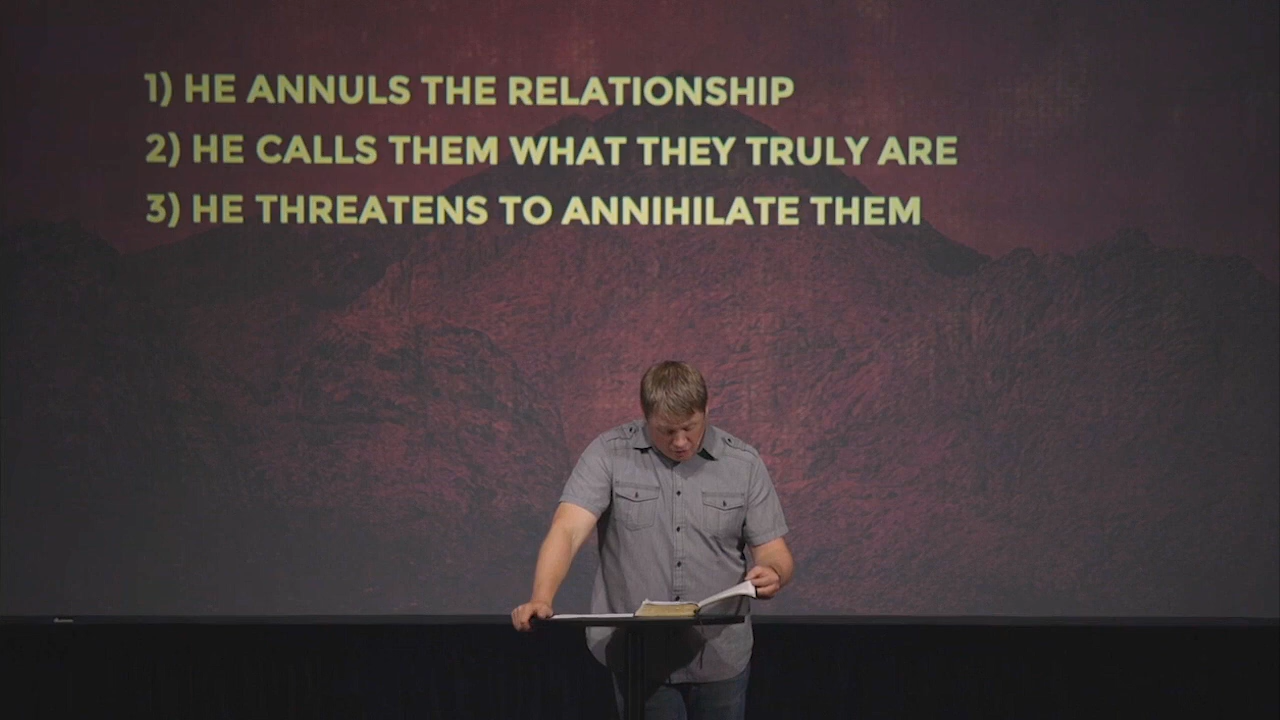 1) HE ANNULS THE RELATIONSHIP
2) HE CALLS THEM WHAT THEY TRULY ARE
3) HE THREATENS TO ANNIHILATE THEM